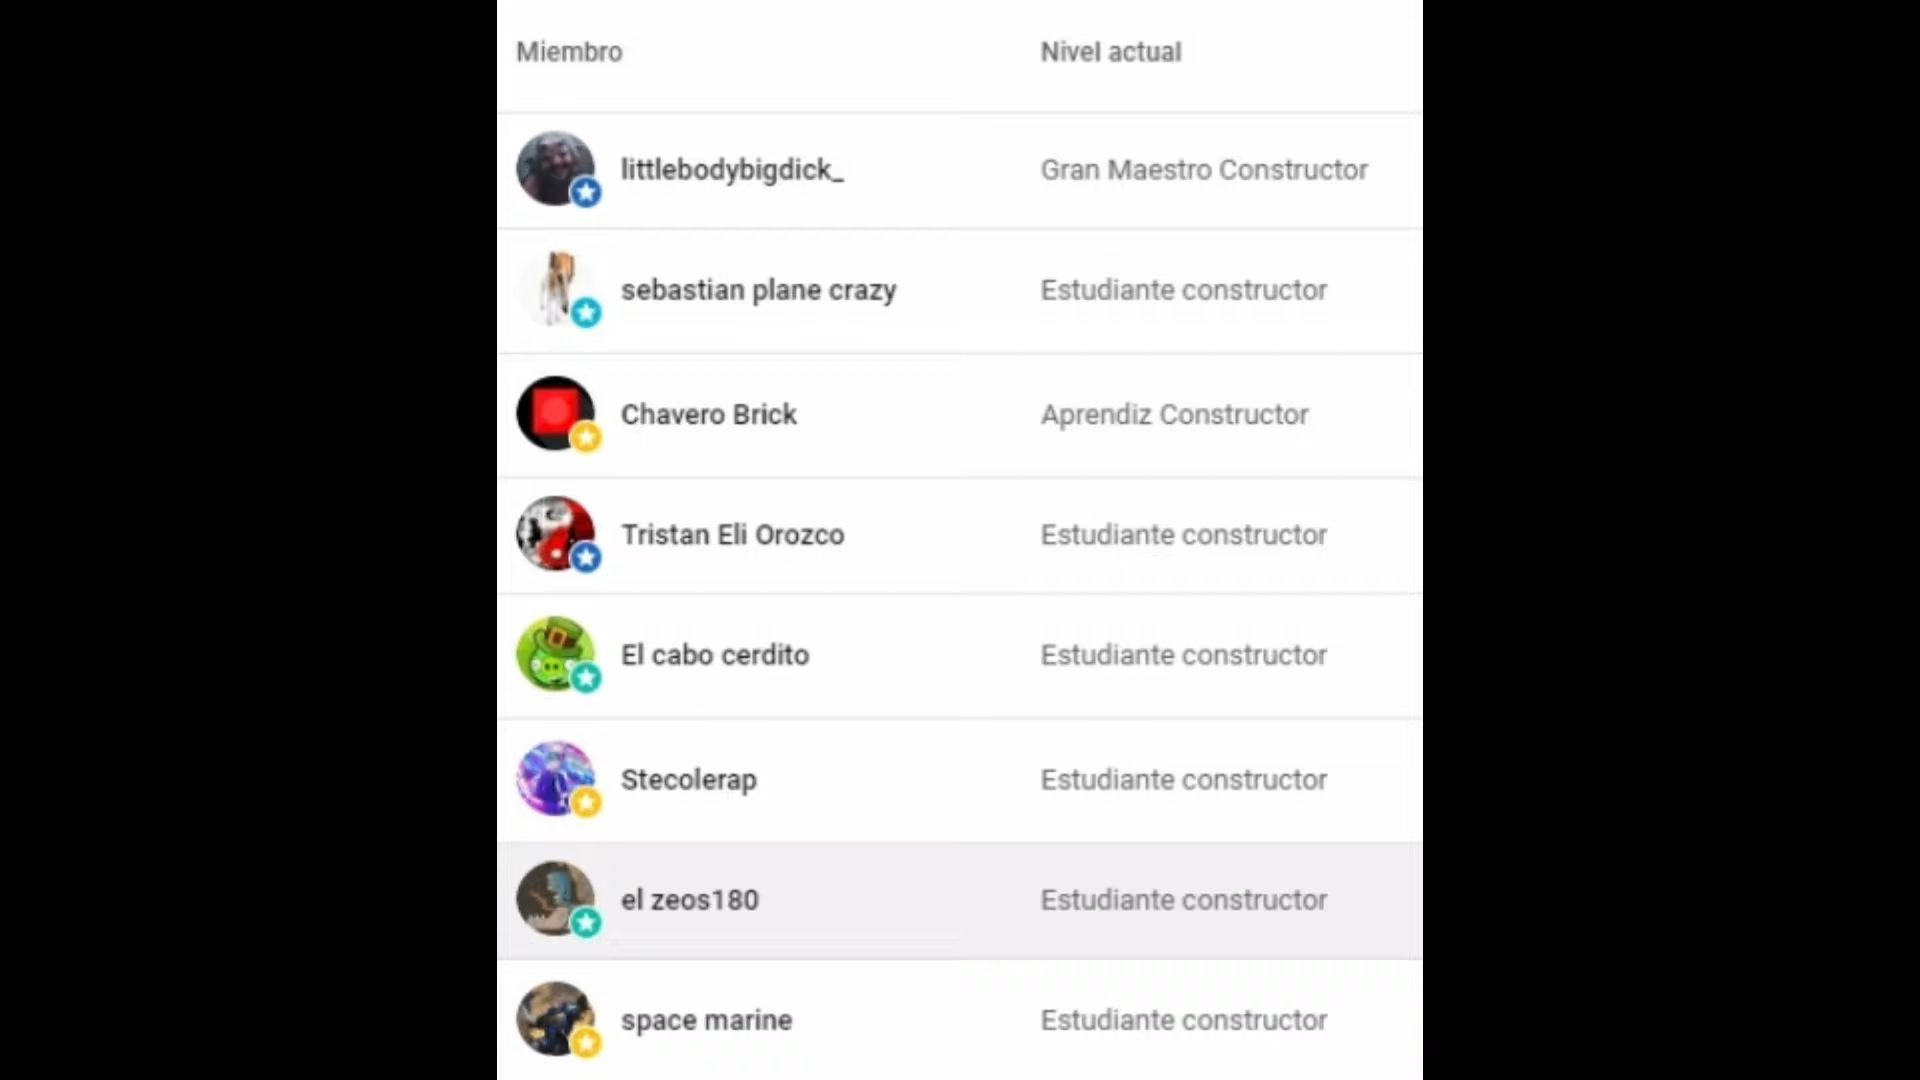 Miembro Nivel actual
littlebodybigdick_ Gran Maestro Constructor
sebastian plane crazy Estudiante constructor
Chavero Brick Aprendiz Constructor
Tristan Eli Orozco Estudiante constructor
El cabo cerdito Estudiante constructor
Stecolerap Estudiante constructor
el zeos180 Estudiante constructor
space marine Estudiante constructor